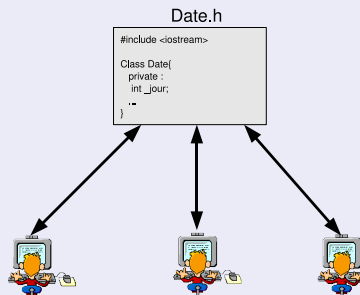 Date.h
#include <iostream>
Class Date{
private :
int _jour;
...
}